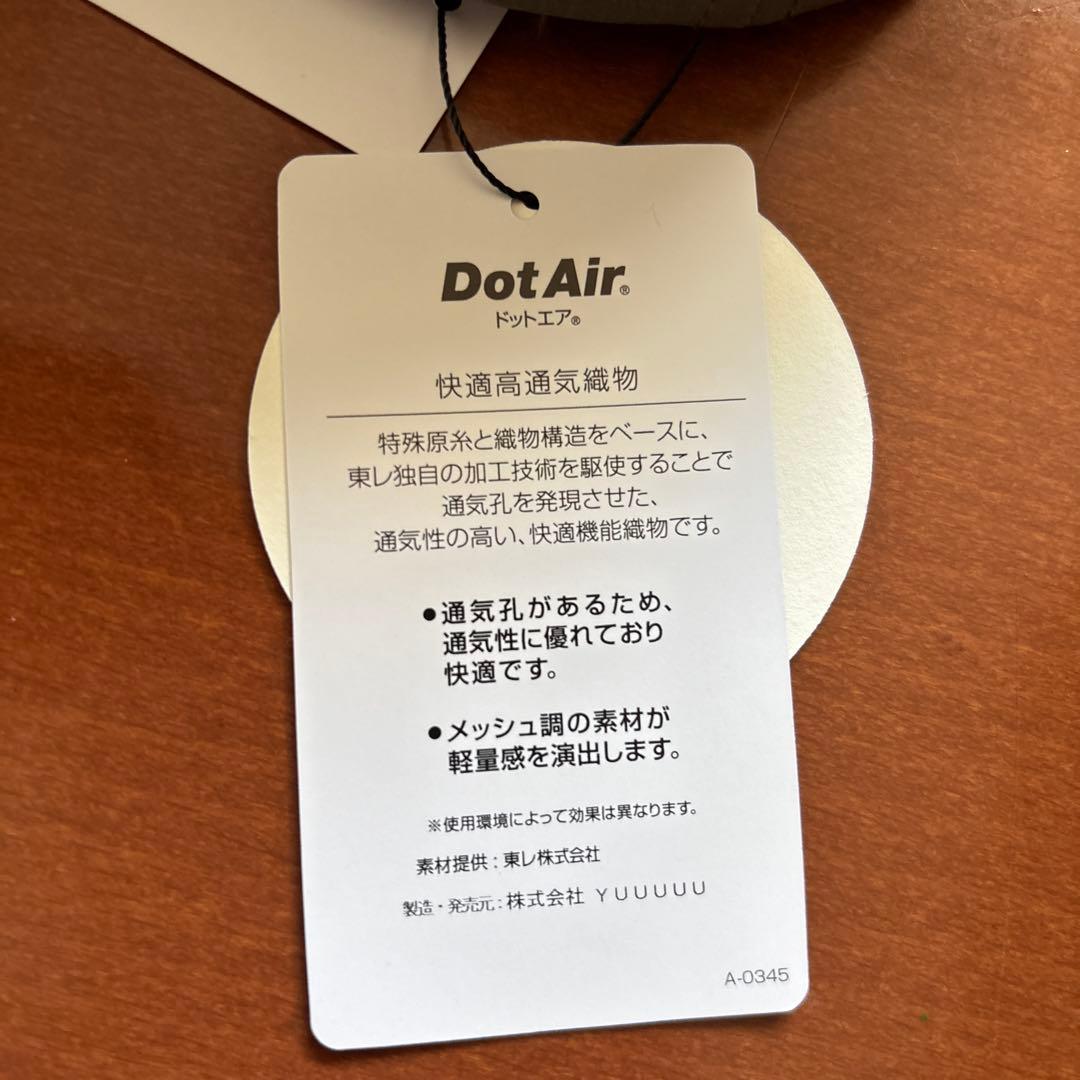 Dot Air®
ドットエア®
快適高通気織物
特殊原糸と織物構造をベースに、
東レ独自の加工技術を駆使することで
通気孔を発現させた、
通気性の高い、快適機能織物です。
●通気孔があるため、
通気性に優れており
快適です。
●メッシュ調の素材が
軽量感を演出します。
※使用環境によって効果は異なります。
素材提供：東レ株式会社
製造・発売元：株式会社 YUUUUU
A-0345